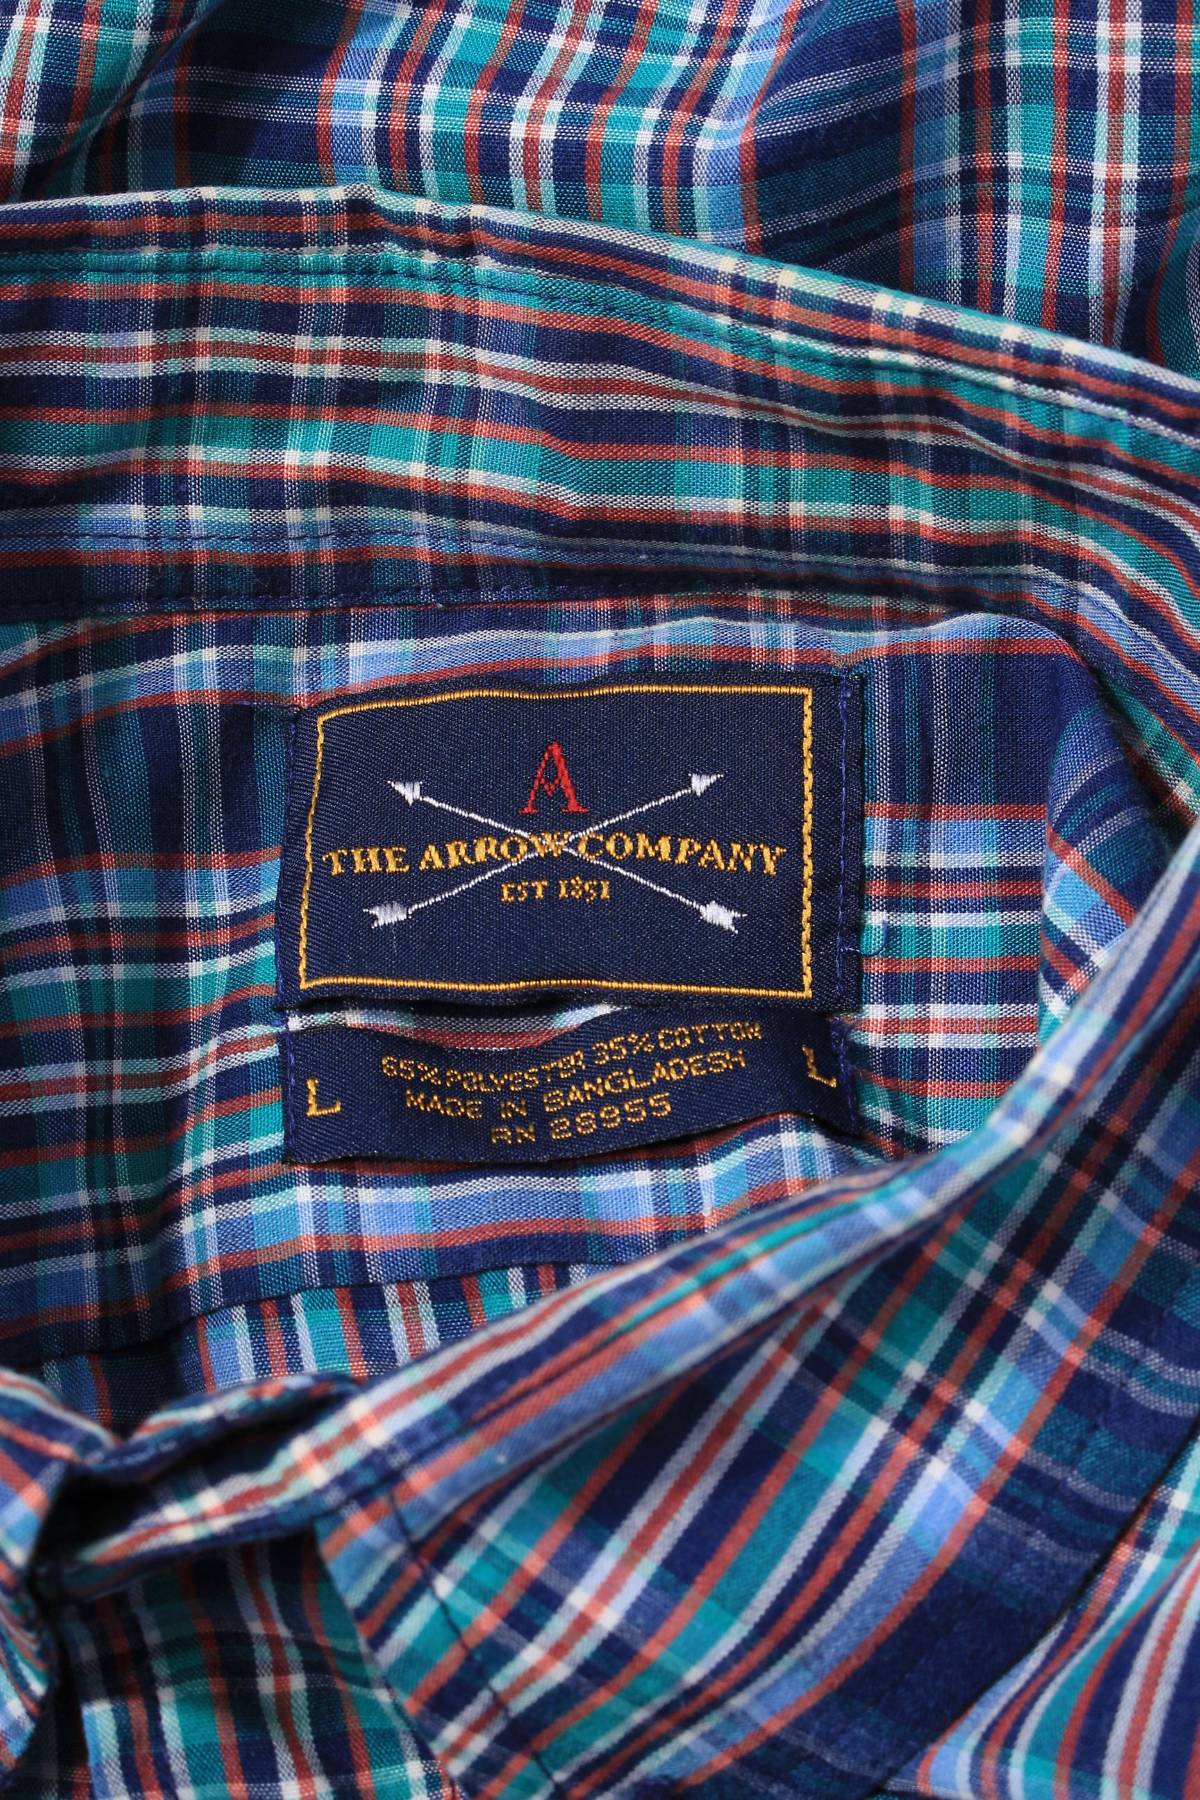 A
THE ARROW COMPANY
EST 1851
L 65% POLYESTER 35% COTTON L
MADE IN BANGLADESH
RN 28955